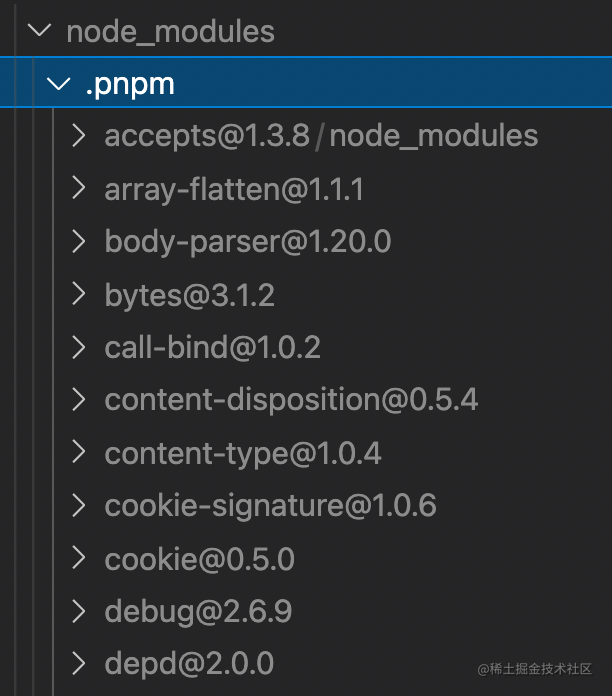 node_modules
.pnpm
accepts@1.3.8/node_modules
array-flatten@1.1.1
body-parser@1.20.0
bytes@3.1.2
call-bind@1.0.2
content-disposition@0.5.4
content-type@1.0.4
cookie-signature@1.0.6
cookie@0.5.0
debug@2.6.9
depd@2.0.0
@稀土掘金技术社区